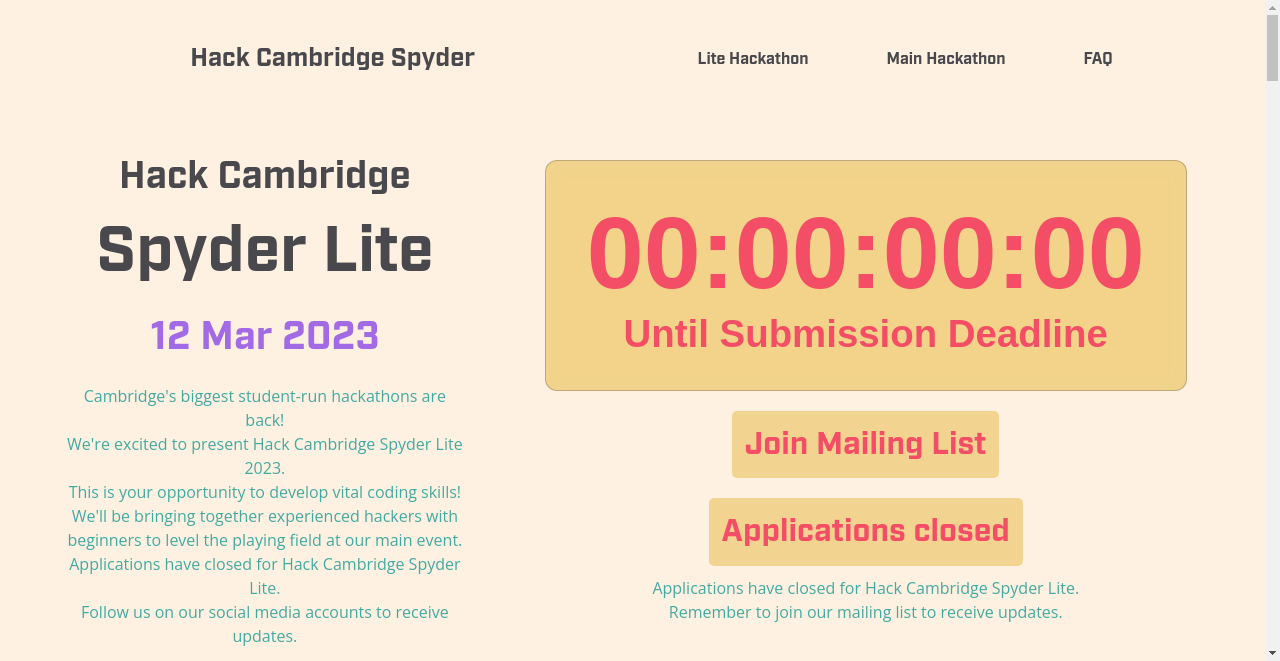 Hack Cambridge Spyder
Lite Hackathon
Main Hackathon
FAQ
Hack Cambridge
Spyder Lite
12 Mar 2023
Cambridge's biggest student-run hackathons are
back!
We're excited to present Hack Cambridge Spyder Lite
2023.
This is your opportunity to develop vital coding skills!
We'll be bringing together experienced hackers with
beginners to level the playing field at our main event.
Applications have closed for Hack Cambridge Spyder
Lite.
Follow us on our social media accounts to receive
updates.
00:00:00:00
Until Submission Deadline
Join Mailing List
Applications closed
Applications have closed for Hack Cambridge Spyder Lite.
Remember to join our mailing list to receive updates.